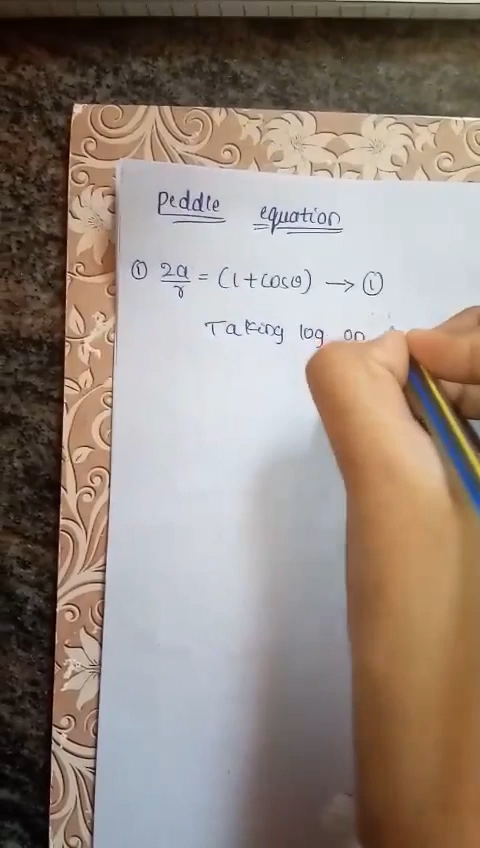 Peddle equation
① 2a/r = (1+cosθ) → ①
Taking log on